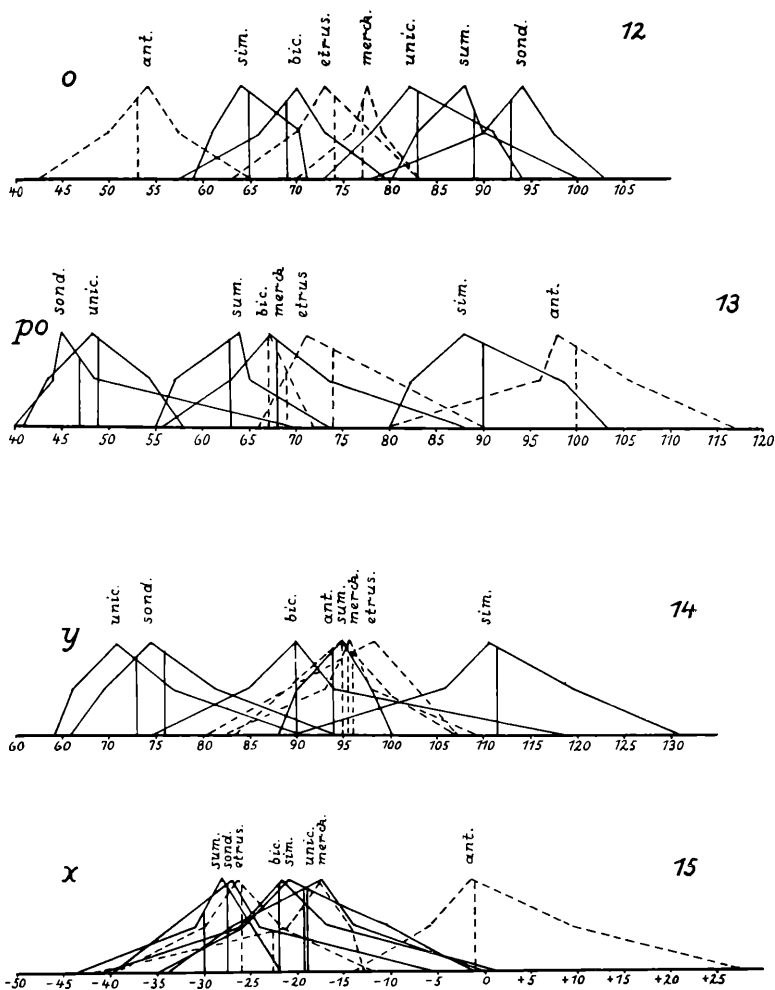 12
o
ant. sim. bic. etrus. merck. unic. sum. sond.
40 45 50 55 60 65 70 75 80 85 90 95 100 105
13
po
sond. unic. sum. bic. merck etrus sim. ant.
40 45 50 55 60 65 70 75 80 85 90 95 100 105 110 115 120
14
y
unic. sond. bic. ant. sum. merck. etrus. sim.
60 60 70 75 80 85 90 95 100 105 110 115 120 125 130
15
x
sum. sond. etrus. bic. sim. unic. merck. ant.
-50 -45 -40 -35 -30 -25 -20 -15 -10 -5 0 +5 +10 +15 +20 +25